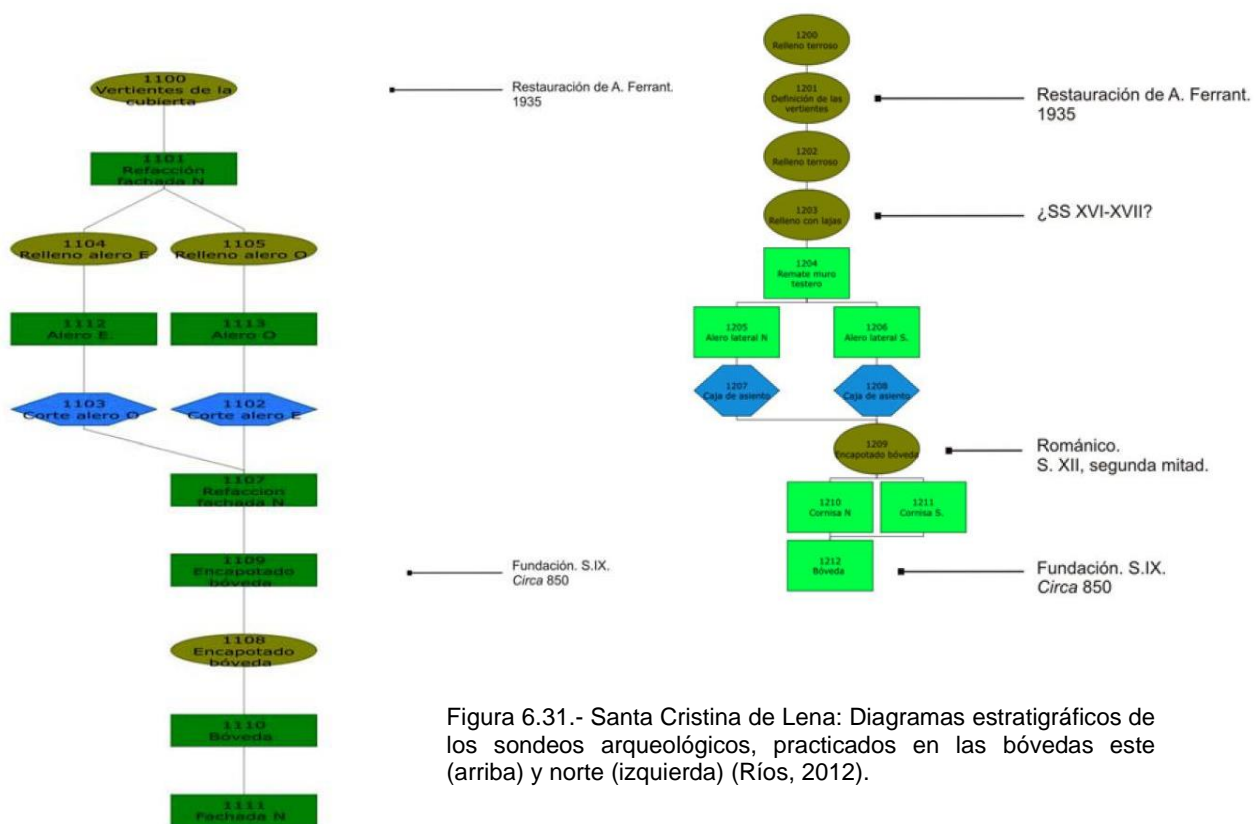 1100
Vertientes de la
cubierta
Restauración de A. Ferrant.
1935
1101
Refacción
fachada N
1104
Relleno alero E
1105
Relleno alero O
1112
Alero E.
1113
Alero O
1103
Corte alero O
1102
Corte alero E
1107
Refaccion
fachada N
1109
Encapotado
bóveda
Fundación. S.IX.
Circa 850
1108
Encapotado
bóveda
1110
Bóveda
1111
Fachada N
1200
Relleno terroso
1201
Definición de las
vertientes
Restauración de A. Ferrant.
1935
1202
Relleno terroso
1203
Relleno con lajas
¿SS XVI-XVII?
1204
Remate muro
testero
1205
Alero lateral N
1206
Alero lateral S.
1207
Caja de asiento
1208
Caja de asiento
1209
Encapotado bóveda
Románico.
S. XII, segunda mitad.
1210
Cornisa N
1211
Cornisa S.
1212
Bóveda
Fundación. S.IX.
Circa 850
Figura 6.31.- Santa Cristina de Lena: Diagramas estratigráficos de
los sondeos arqueológicos, practicados en las bóvedas este
(arriba) y norte (izquierda) (Ríos, 2012).